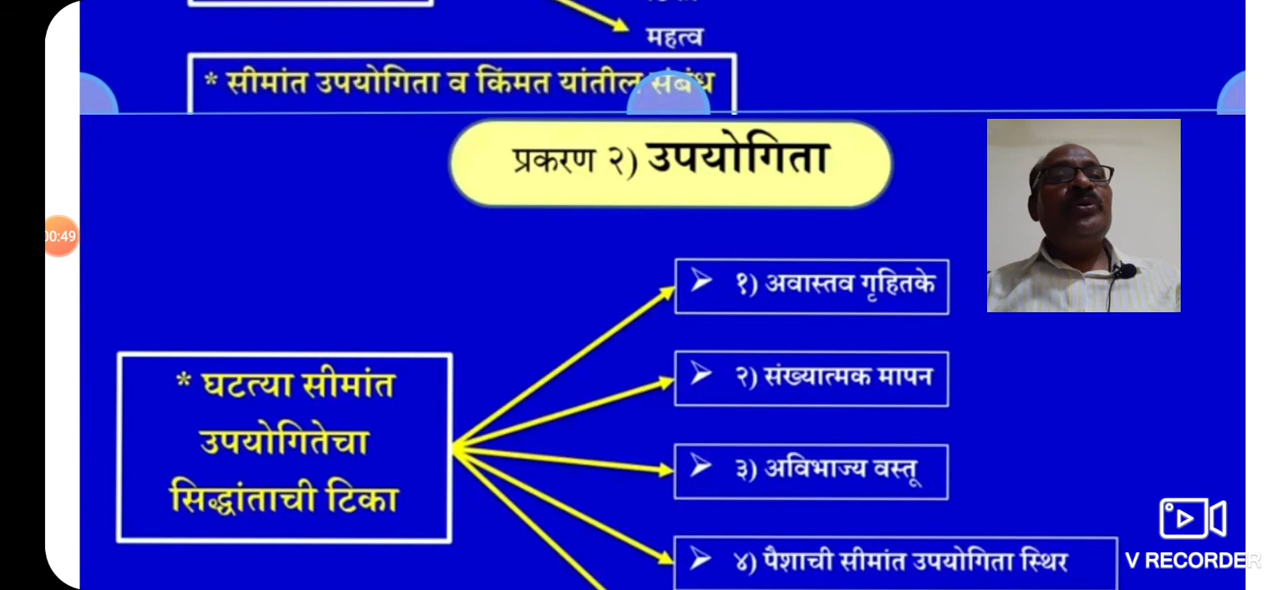 महत्व
* सीमांत उपयोगिता व किंमत यांतील संबंध
प्रकरण २) उपयोगिता
00:49
१) अवास्तव गृहितके
२) संख्यात्मक मापन
* घटत्या सीमांत
उपयोगितेचा
सिद्धांताची टिका
३) अविभाज्य वस्तू
४) पैशाची सीमांत उपयोगिता स्थिर
V RECORDER